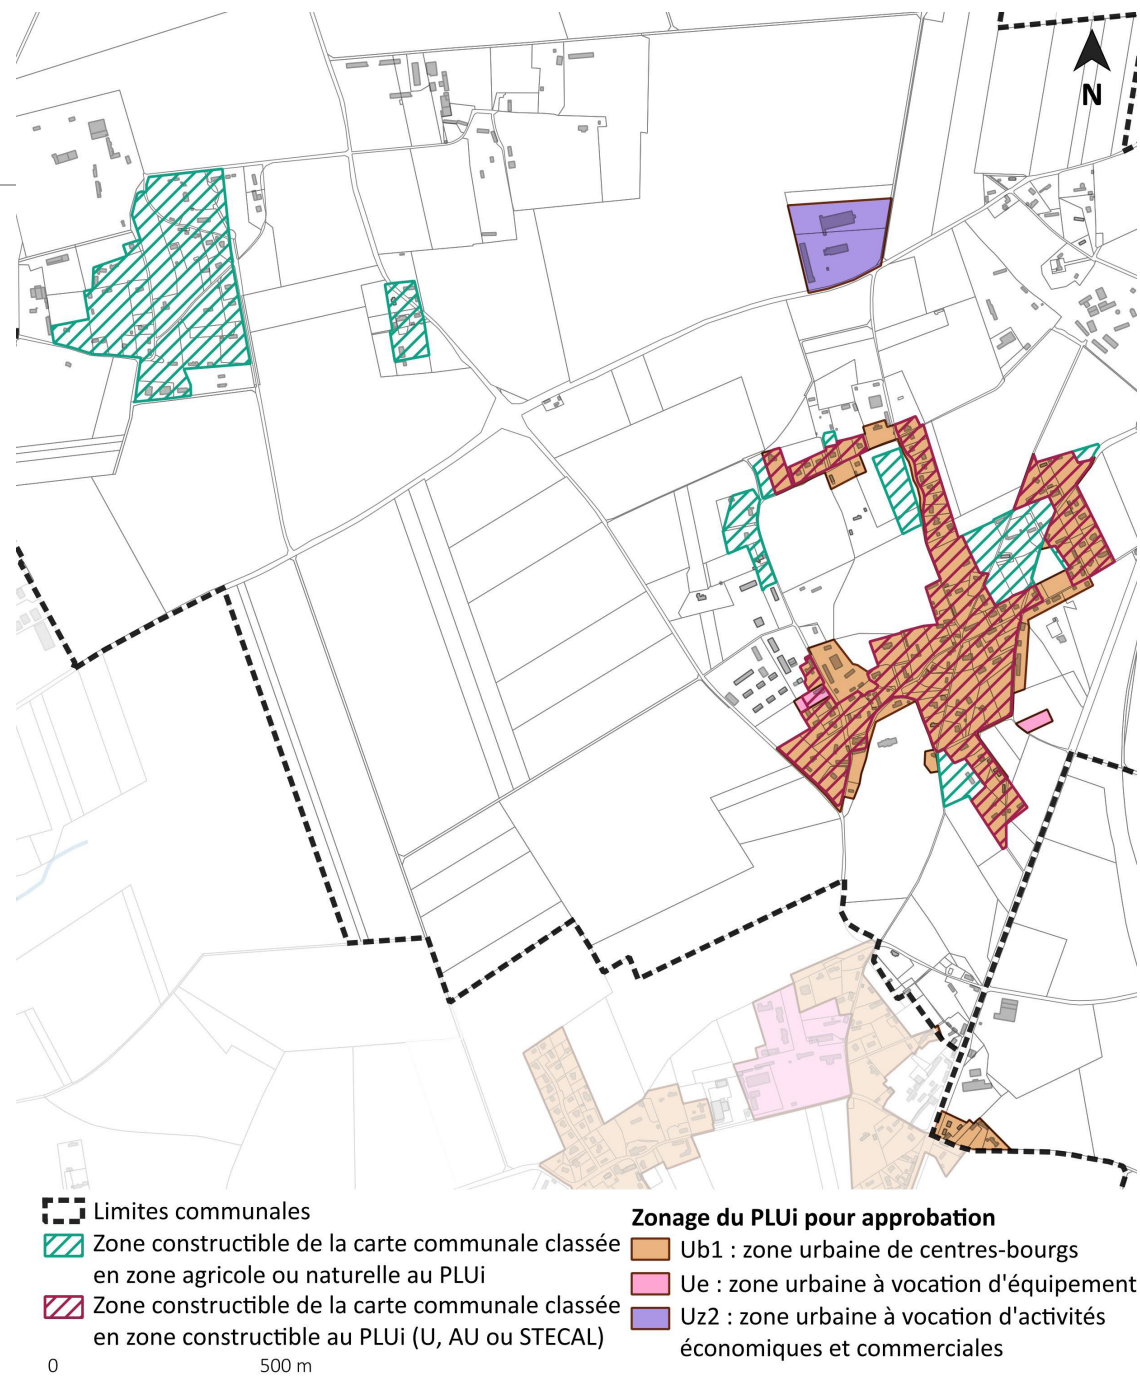 N
Limites communales
Zone constructible de la carte communale classée
en zone agricole ou naturelle au PLUi
Zone constructible de la carte communale classée
en zone constructible au PLUi (U, AU ou STECAL)
0 500 m
Zonage du PLUi pour approbation
Ub1 : zone urbaine de centres-bourgs
Ue : zone urbaine à vocation d'équipement
Uz2 : zone urbaine à vocation d'activités
économiques et commerciales